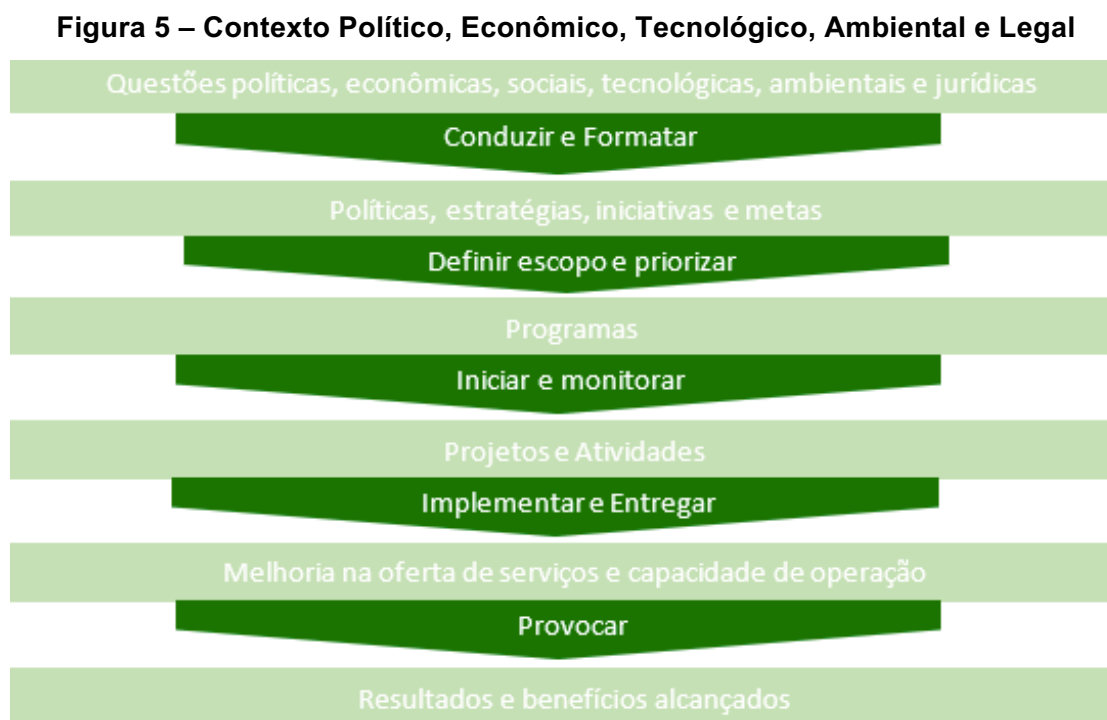 Figura 5 – Contexto Político, Econômico, Tecnológico, Ambiental e Legal
Questões políticas, econômicas, sociais, tecnológicas, ambientais e jurídicas
Conduzir e Formatar
Políticas, estratégias, iniciativas e metas
Definir escopo e priorizar
Programas
Iniciar e monitorar
Projetos e Atividades
Implementar e Entregar
Melhoria na oferta de serviços e capacidade de operação
Provocar
Resultados e benefícios alcançados